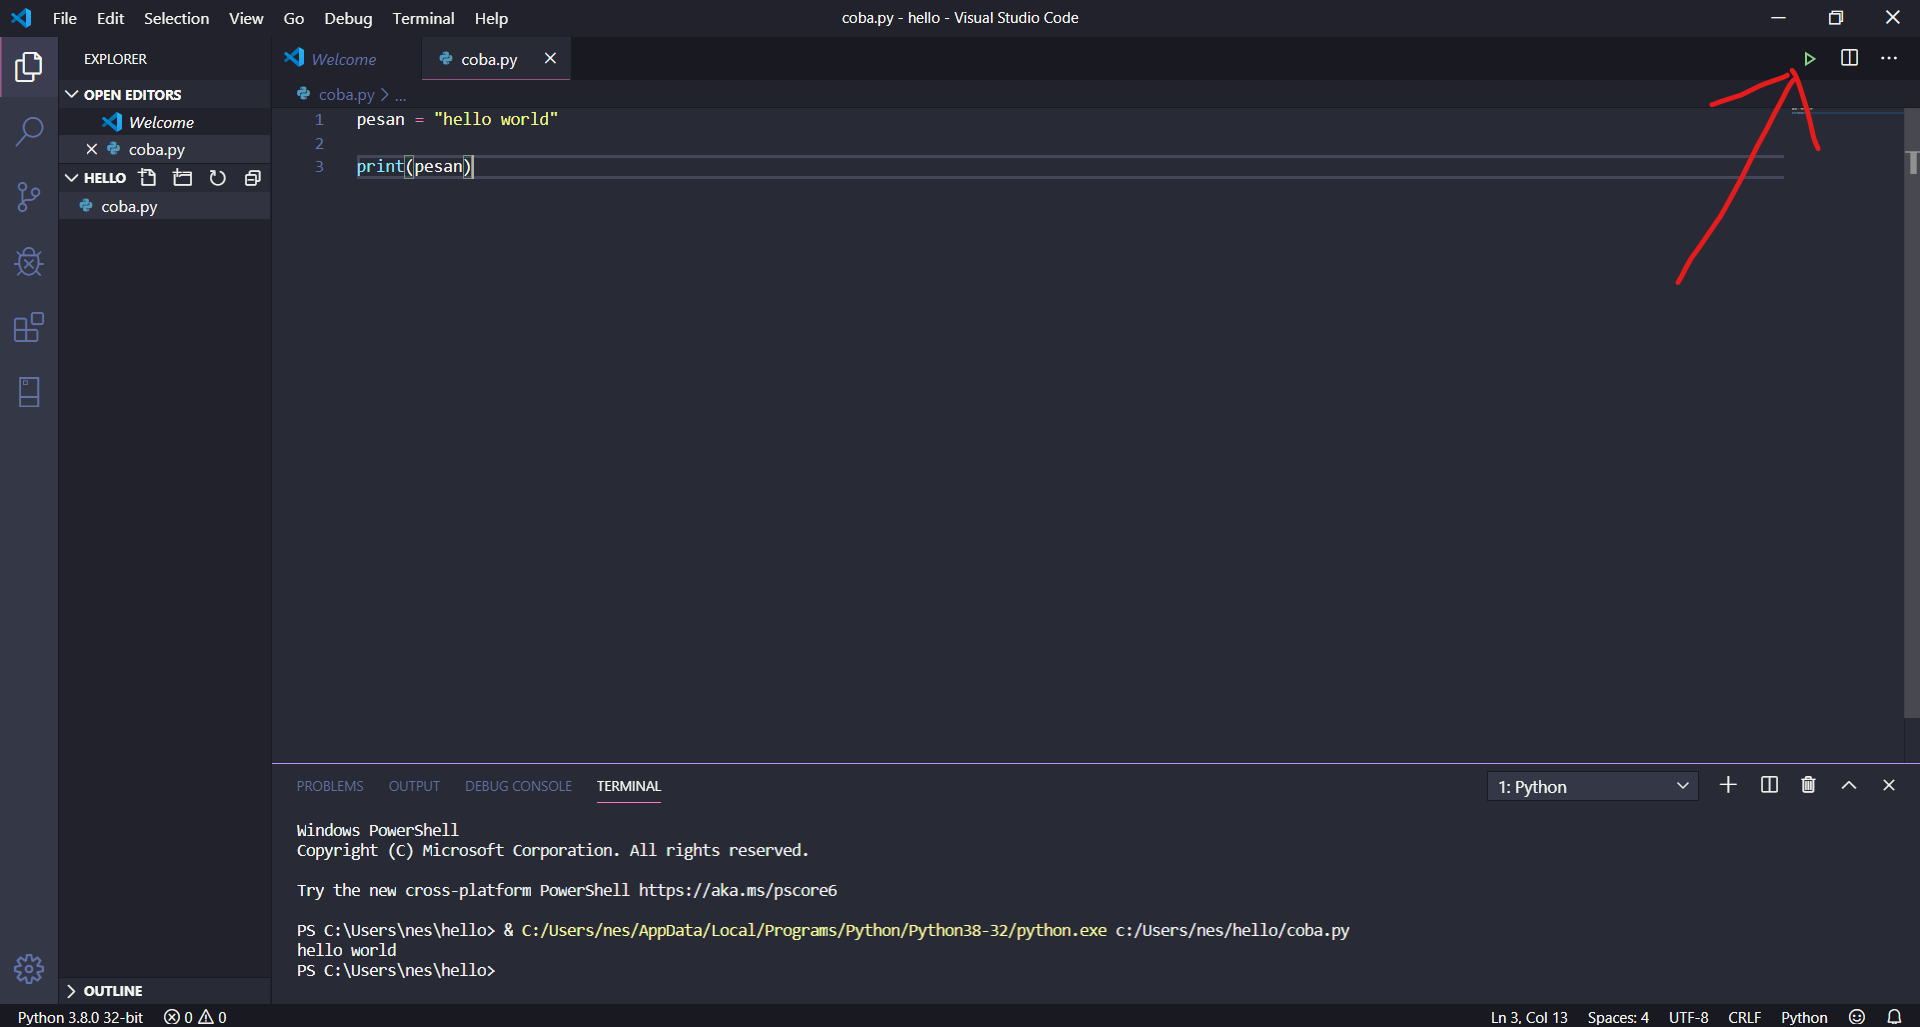 File Edit Selection View Go Debug Terminal Help
coba.py - hello - Visual Studio Code
EXPLORER
OPEN EDITORS
Welcome
coba.py
HELLO
coba.py
OUTLINE
Welcome
coba.py
coba.py > ...
1 pesan = "hello world"
2
3 print(pesan)
PROBLEMS OUTPUT DEBUG CONSOLE TERMINAL
1: Python
Windows PowerShell
Copyright (C) Microsoft Corporation. All rights reserved.
Try the new cross-platform PowerShell https://aka.ms/pscore6
PS C:\Users\nes\hello> & C:/Users/nes/AppData/Local/Programs/Python/Python38-32/python.exe c:/Users/nes/hello/coba.py
hello world
PS C:\Users\nes\hello>
Python 3.8.0 32-bit 0 0
Ln 3, Col 13 Spaces: 4 UTF-8 CRLF Python